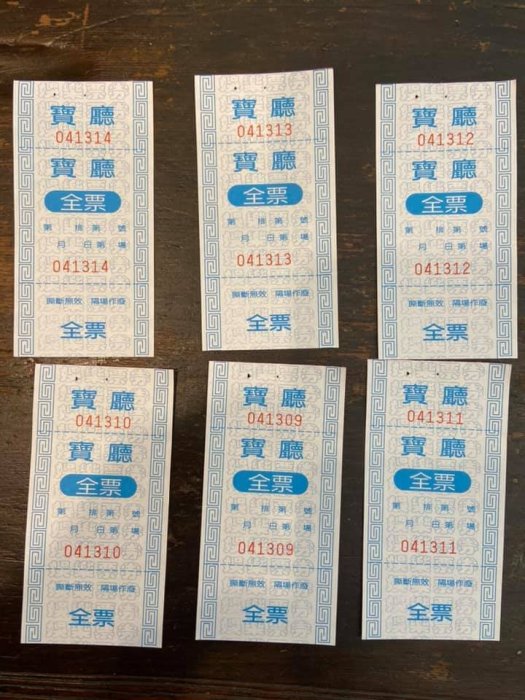 寶廳
041314
寶廳
全票
第 排第 號
月 日第 場
041314
撕斷無效 隔場作廢
全票
寶廳
041313
寶廳
全票
第 排第 號
月 日第 場
041313
撕斷無效 隔場作廢
全票
寶廳
041312
寶廳
全票
第 排第 號
月 日第 場
041312
撕斷無效 隔場作廢
全票
寶廳
041310
寶廳
全票
第 排第 號
月 日第 場
041310
撕斷無效 隔場作廢
全票
寶廳
041309
寶廳
全票
第 排第 號
月 日第 場
041309
撕斷無效 隔場作廢
全票
寶廳
041311
寶廳
全票
第 排第 號
月 日第 場
041311
撕斷無效 隔場作廢
全票